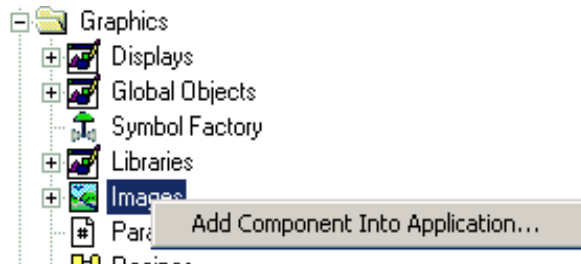 Graphics
Displays
Global Objects
Symbol Factory
Libraries
Images
Add Component Into Application...